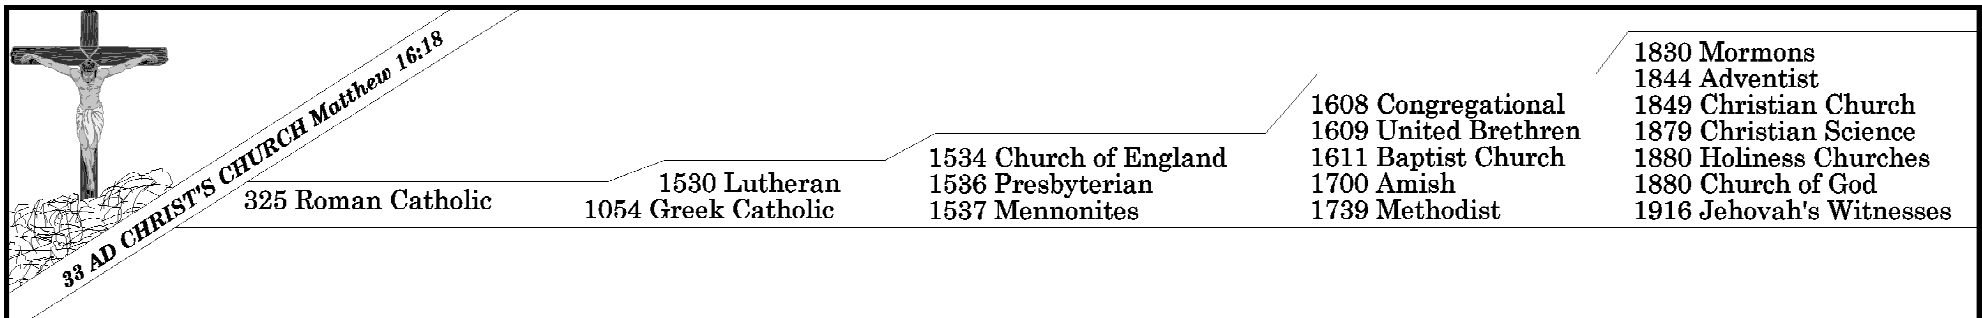 33 AD CHRIST'S CHURCH Matthew 16:18
325 Roman Catholic
1530 Lutheran
1054 Greek Catholic
1534 Church of England
1536 Presbyterian
1537 Mennonites
1608 Congregational
1609 United Brethren
1611 Baptist Church
1700 Amish
1739 Methodist
1830 Mormons
1844 Adventist
1849 Christian Church
1879 Christian Science
1880 Holiness Churches
1880 Church of God
1916 Jehovah's Witnesses